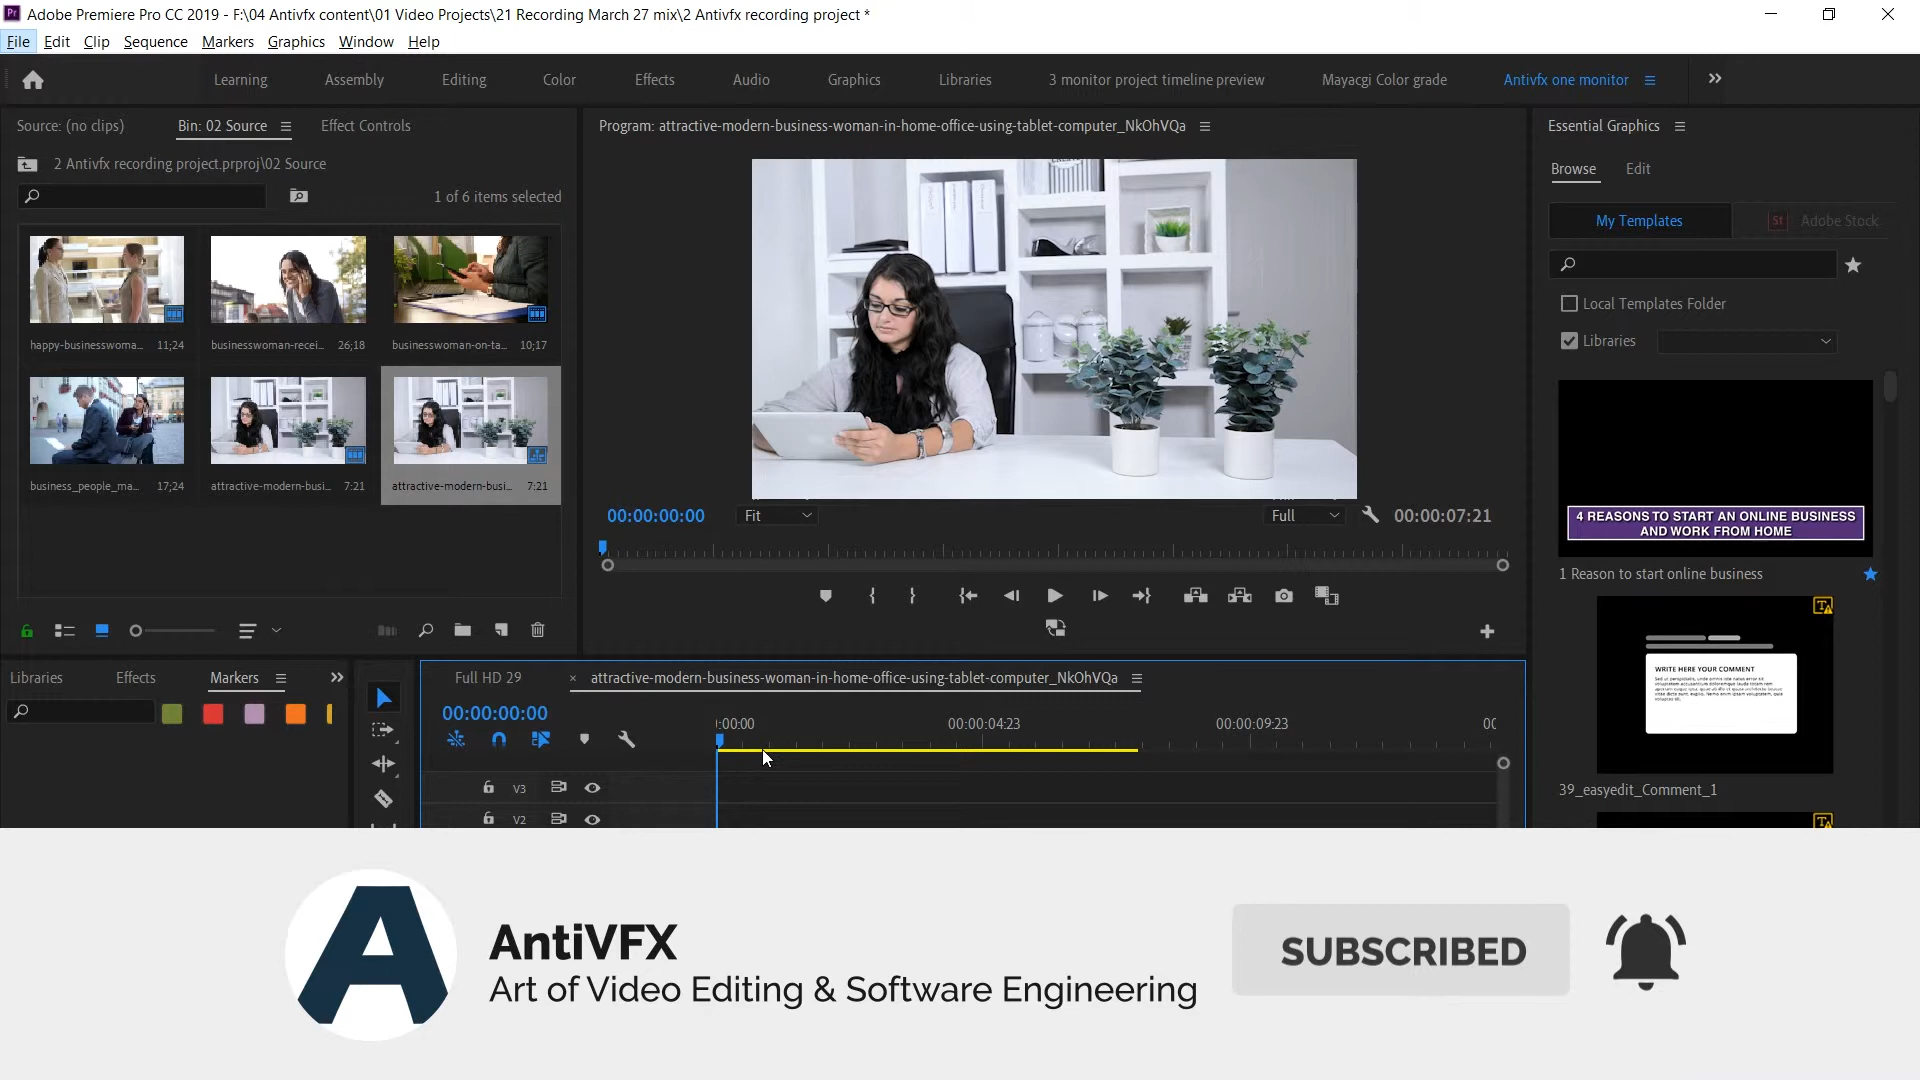 Pr Adobe Premiere Pro CC 2019 - F:\04 Antivfx content\01 Video Projects\21 Recording March 27 mix\2 Antivfx recording project *
File Edit Clip Sequence Markers Graphics Window Help
Learning Assembly Editing Color Effects Audio Graphics Libraries 3 monitor project timeline preview Mayacgi Color grade Antivfx one monitor
Source: (no clips) Bin: 02 Source Effect Controls
2 Antivfx recording project.prproj\02 Source
1 of 6 items selected
happy-businesswoma... 11;24 businesswoman-recei... 26;18 businesswoman-on-ta... 10;17
business_people_ma... 17;24 attractive-modern-busi... 7:21 attractive-modern-busi... 7:21
Program: attractive-modern-business-woman-in-home-office-using-tablet-computer_NkOhVQa
00:00:00:00 Fit Full 00:00:07:21
Essential Graphics
Browse Edit
My Templates St Adobe Stock
Local Templates Folder
Libraries
4 REASONS TO START AN ONLINE BUSINESS
AND WORK FROM HOME
1 Reason to start online business
WRITE HERE YOUR COMMENT
39_easyedit_Comment_1
Libraries Effects Markers
Full HD 29 × attractive-modern-business-woman-in-home-office-using-tablet-computer_NkOhVQa
00:00:00:00
:00:00 00:00:04:23 00:00:09:23 00
V3
V2
AntiVFX
Art of Video Editing & Software Engineering
SUBSCRIBED